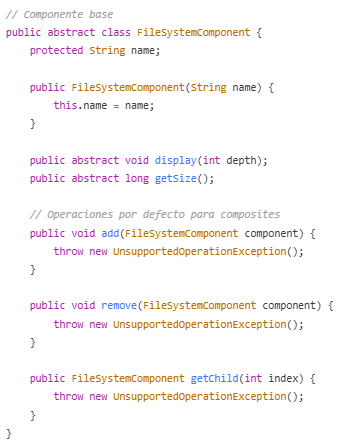 // Componente base
public abstract class FileSystemComponent {
    protected String name;

    public FileSystemComponent(String name) {
        this.name = name;
    }

    public abstract void display(int depth);
    public abstract long getSize();

    // Operaciones por defecto para composites
    public void add(FileSystemComponent component) {
        throw new UnsupportedOperationException();
    }

    public void remove(FileSystemComponent component) {
        throw new UnsupportedOperationException();
    }

    public FileSystemComponent getChild(int index) {
        throw new UnsupportedOperationException();
    }
}